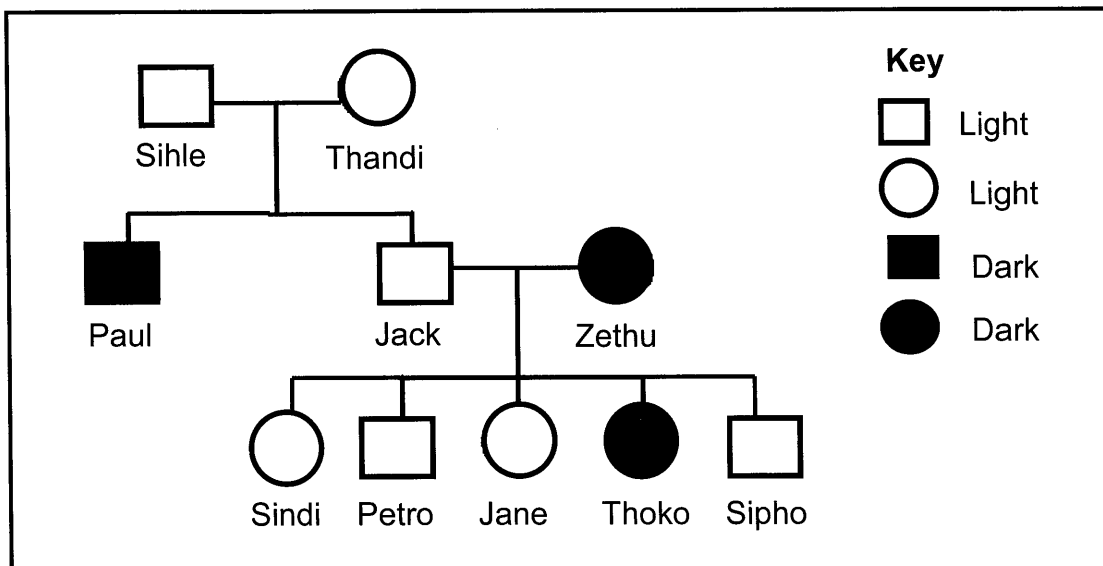 Key
Light
Light
Dark
Dark
Sihle Thandi
Paul Jack Zethu
Sindi Petro Jane Thoko Sipho